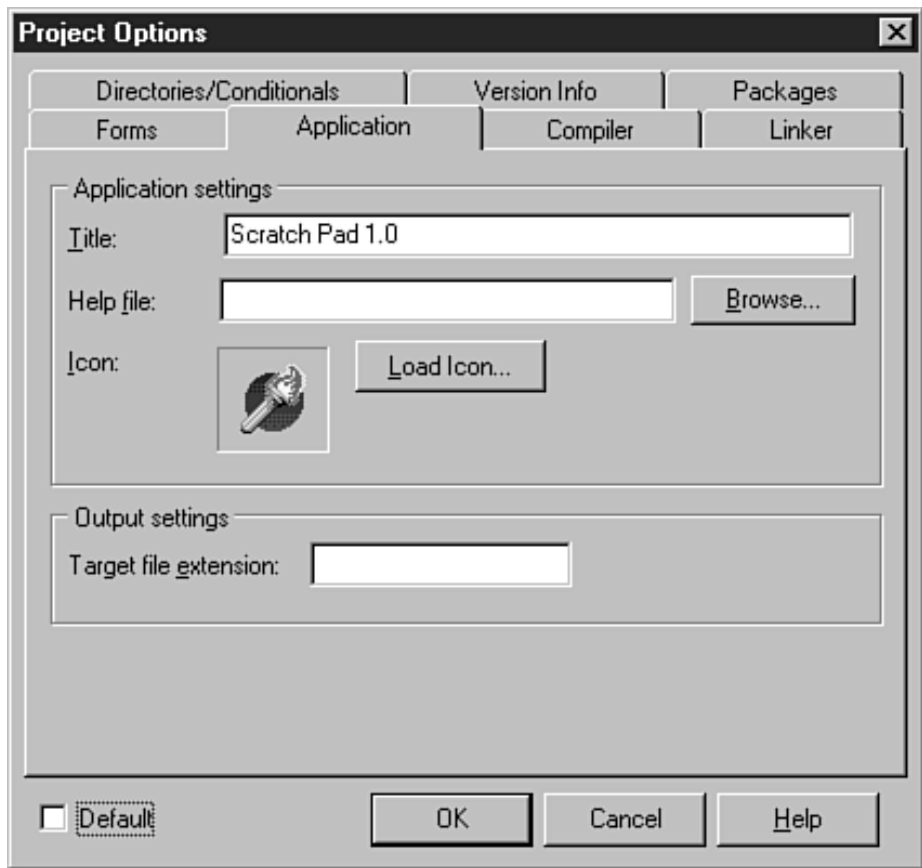 Project Options
Directories/Conditionals Version Info Packages
Forms Application Compiler Linker
Application settings
Title: Scratch Pad 1.0
Help file: Browse...
Icon: Load Icon...
Output settings
Target file extension:
Default OK Cancel Help